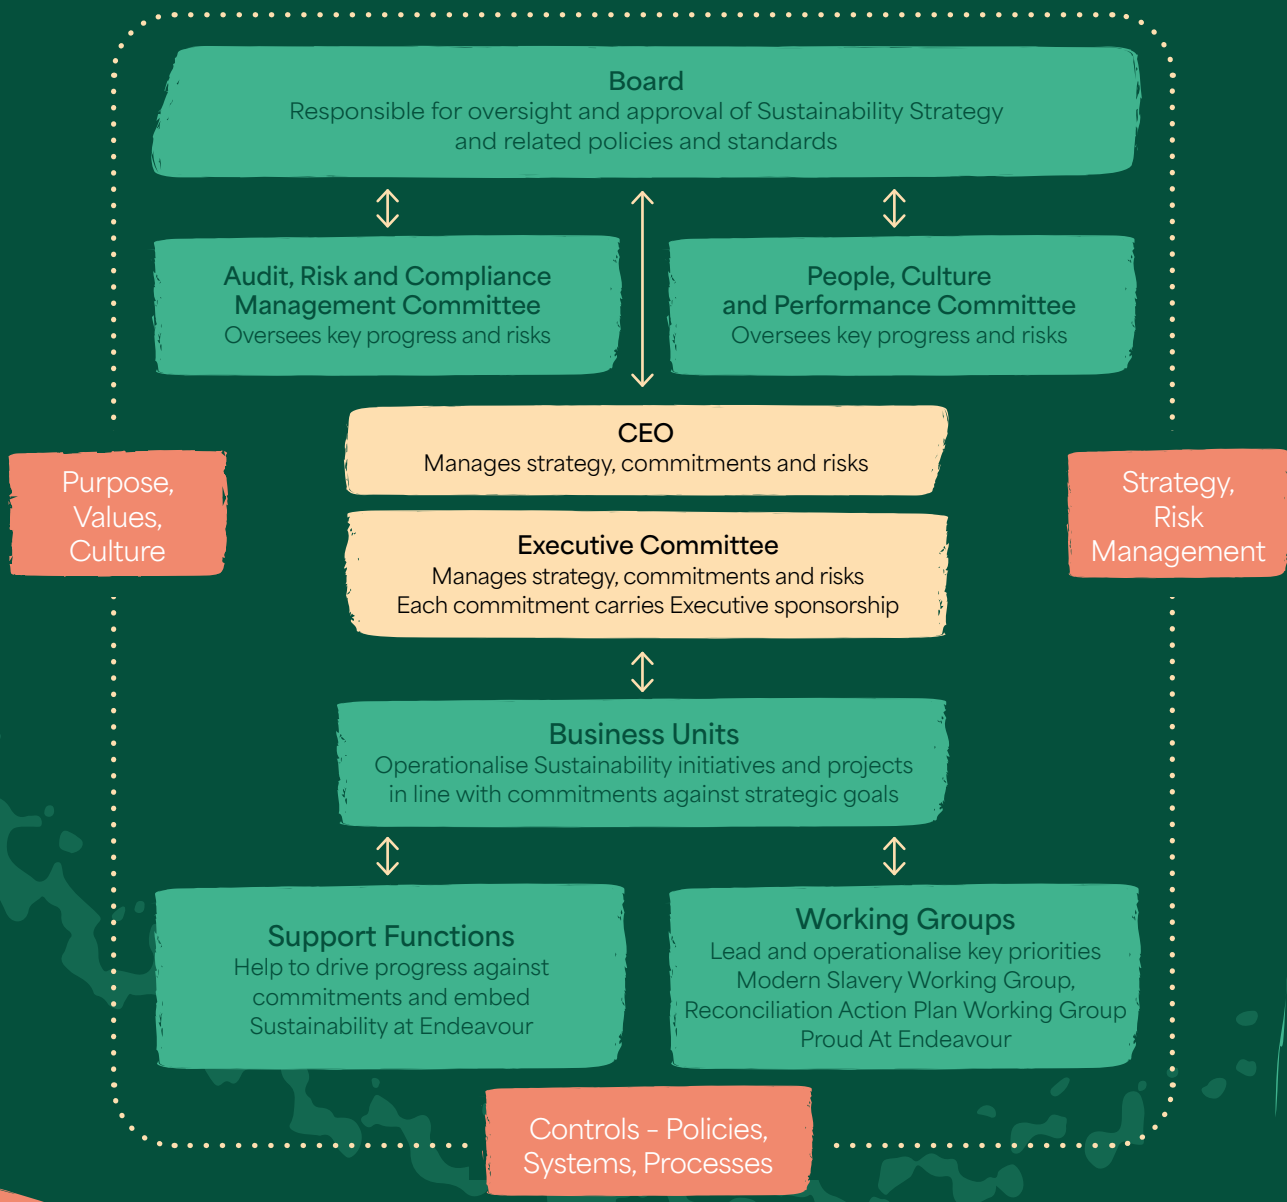 Board
Responsible for oversight and approval of Sustainability Strategy
and related policies and standards
Audit, Risk and Compliance
Management Committee
Oversees key progress and risks
People, Culture
and Performance Committee
Oversees key progress and risks
CEO
Manages strategy, commitments and risks
Purpose,
Values,
Culture
Strategy,
Risk
Management
Executive Committee
Manages strategy, commitments and risks
Each commitment carries Executive sponsorship
Business Units
Operationalise Sustainability initiatives and projects
in line with commitments against strategic goals
Support Functions
Help to drive progress against
commitments and embed
Sustainability at Endeavour
Working Groups
Lead and operationalise key priorities
Modern Slavery Working Group,
Reconciliation Action Plan Working Group
Proud At Endeavour
Controls – Policies,
Systems, Processes